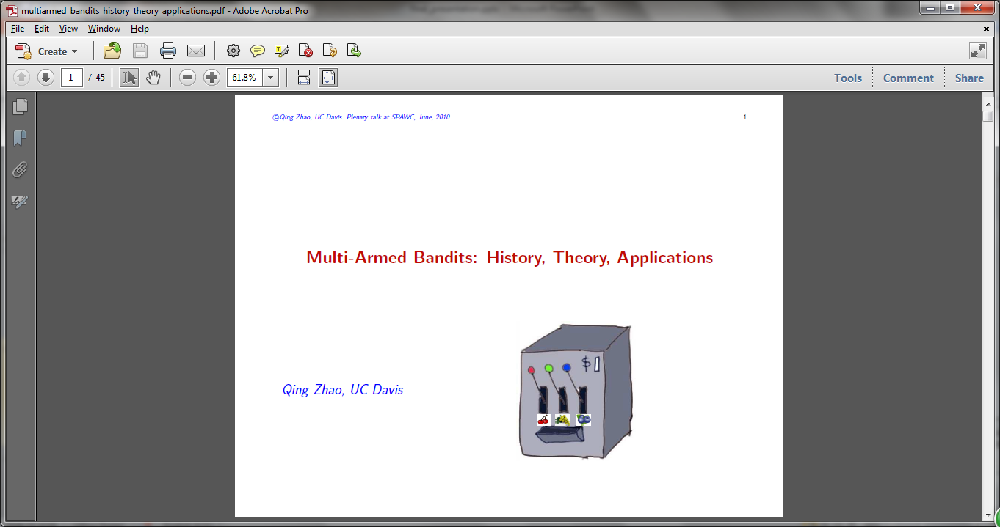 multiarmed_bandits_history_theory_applications.pdf - Adobe Acrobat Pro
File Edit View Window Help
Create
1 / 45 61.8% Tools Comment Share
©Qing Zhao, UC Davis. Plenary talk at SPAWC, June, 2010. 1
Multi-Armed Bandits: History, Theory, Applications
$
Qing Zhao, UC Davis